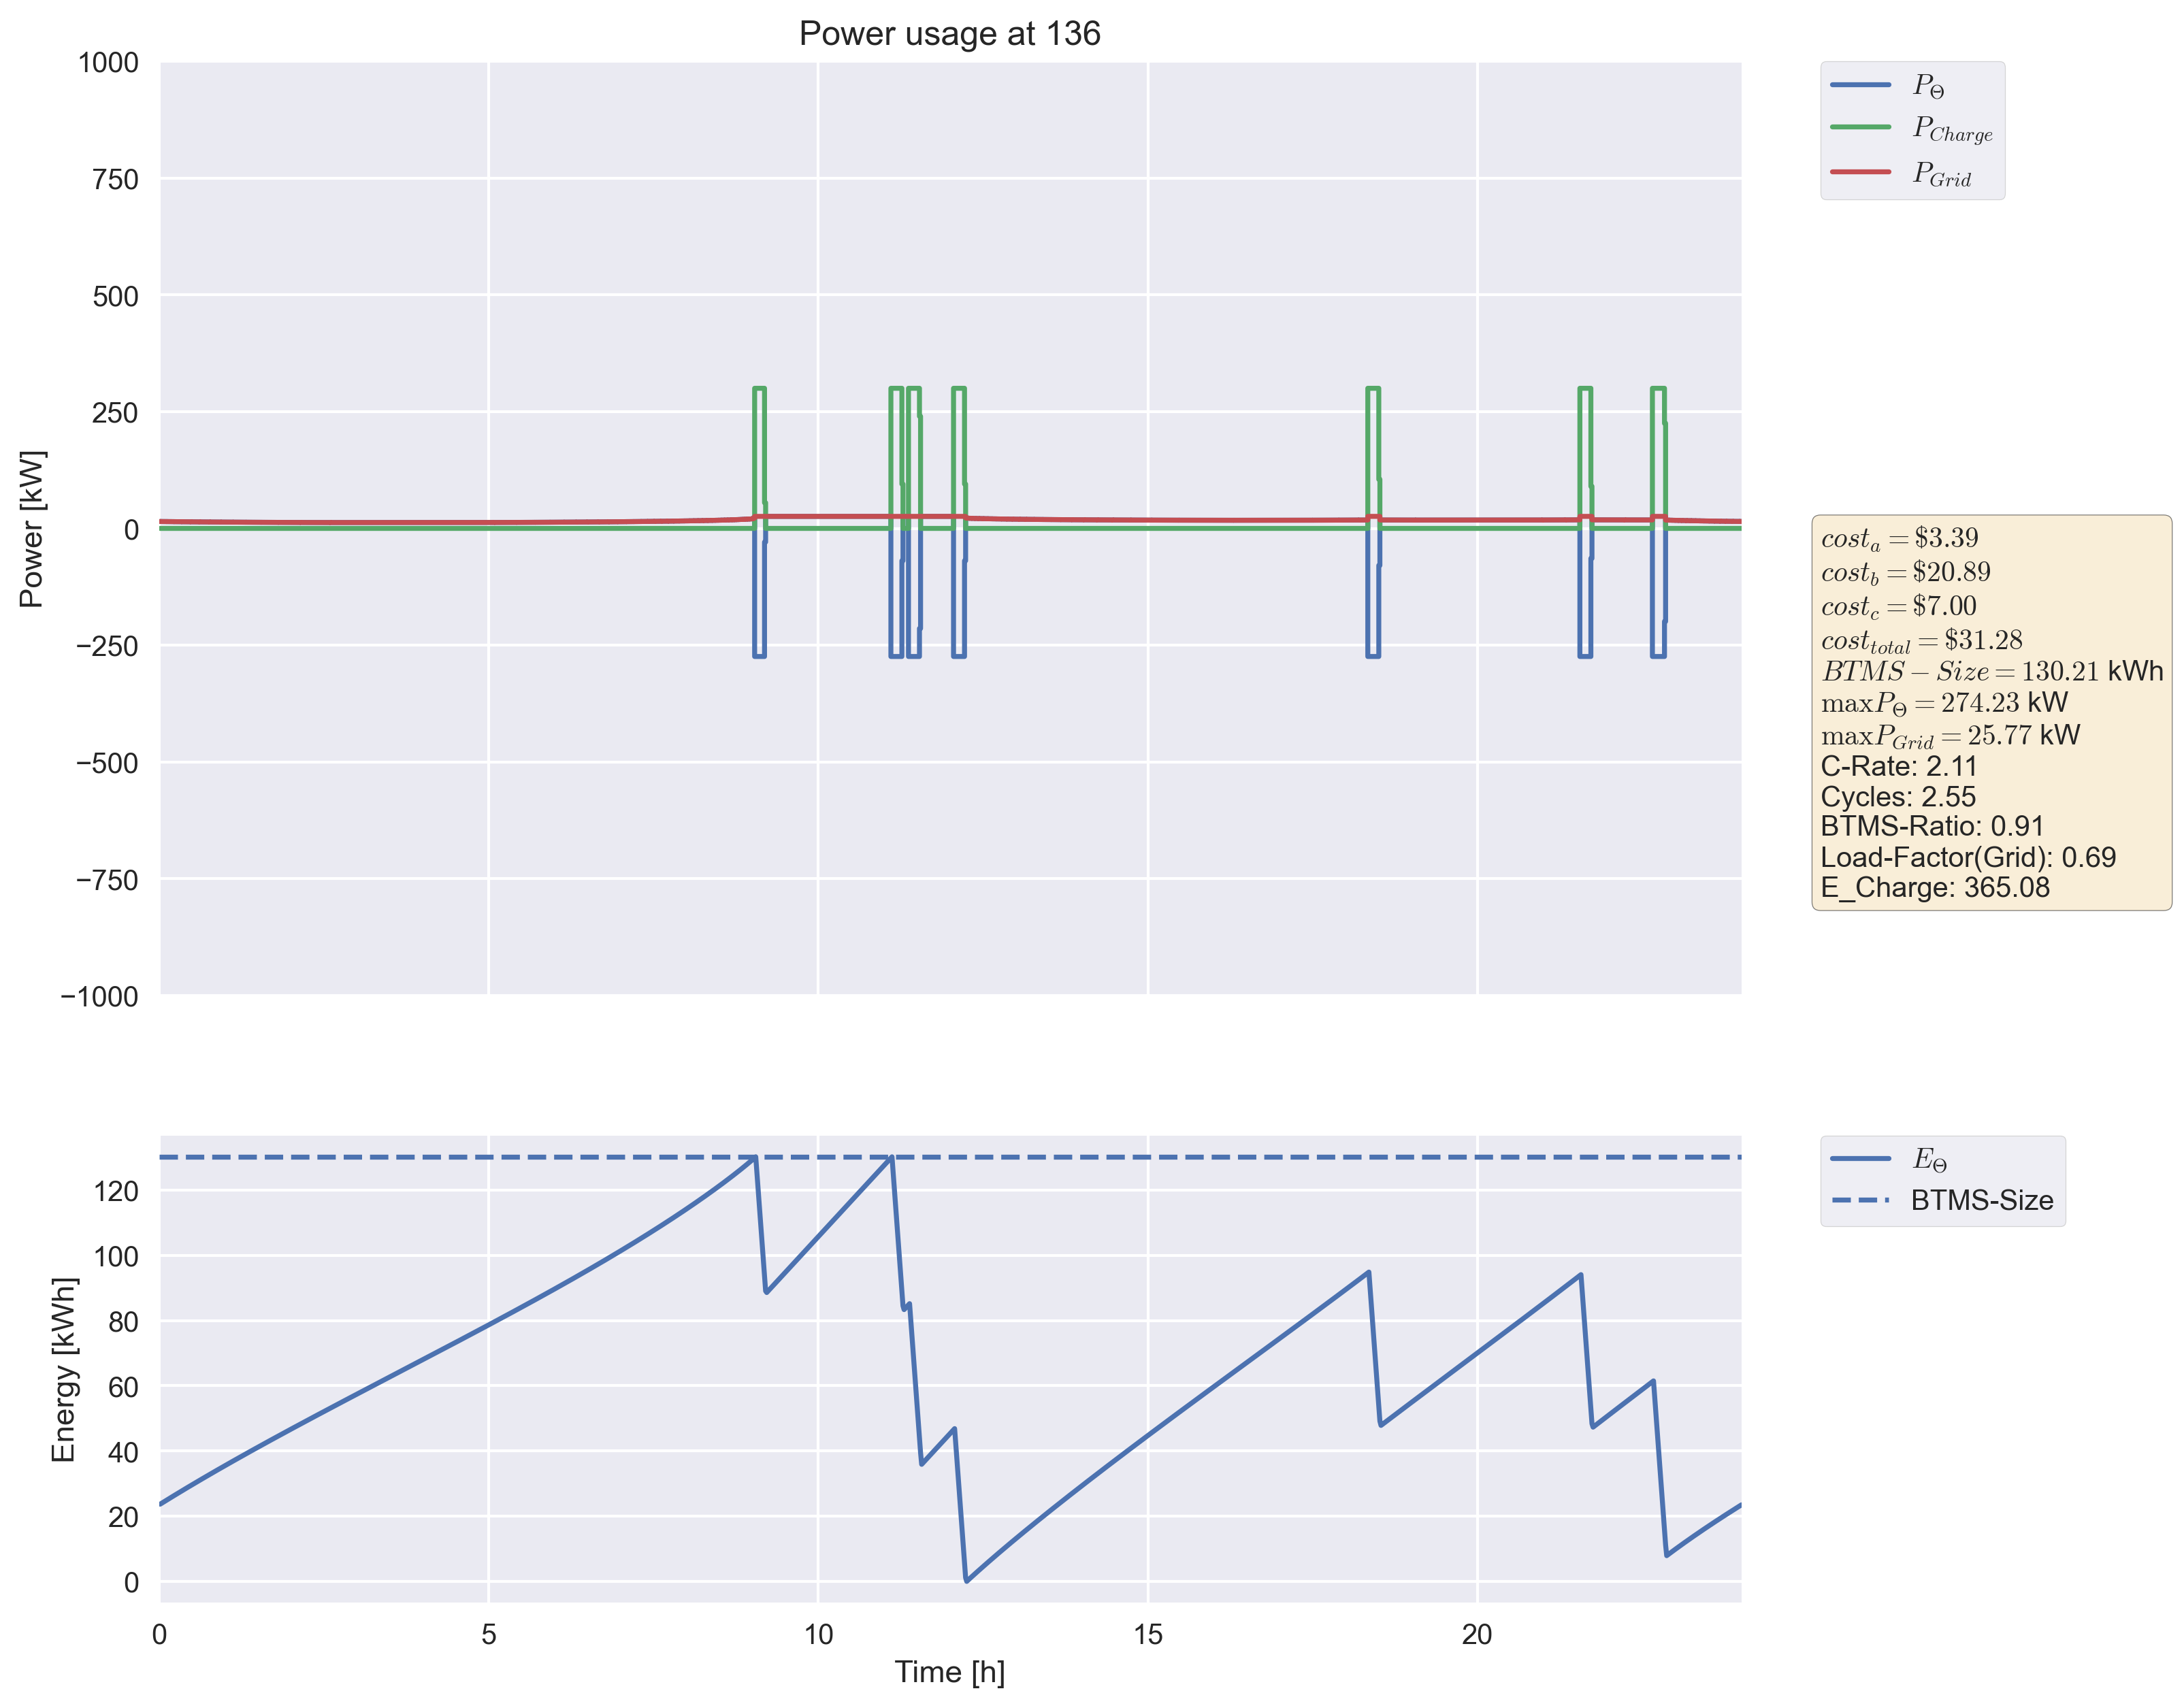 Power usage at 136
1000
750
500
250
0
−250
−500
−750
−1000
Power [kW]
P_Θ
P_Charge
P_Grid
cost_a = $3.39
cost_b = $20.89
cost_c = $7.00
cost_total = $31.28
BTMS − Size = 130.21 kWh
maxP_Θ = 274.23 kW
maxP_Grid = 25.77 kW
C-Rate: 2.11
Cycles: 2.55
BTMS-Ratio: 0.91
Load-Factor(Grid): 0.69
E_Charge: 365.08
120
100
80
60
40
20
0
Energy [kWh]
0 5 10 15 20
Time [h]
E_Θ
BTMS-Size